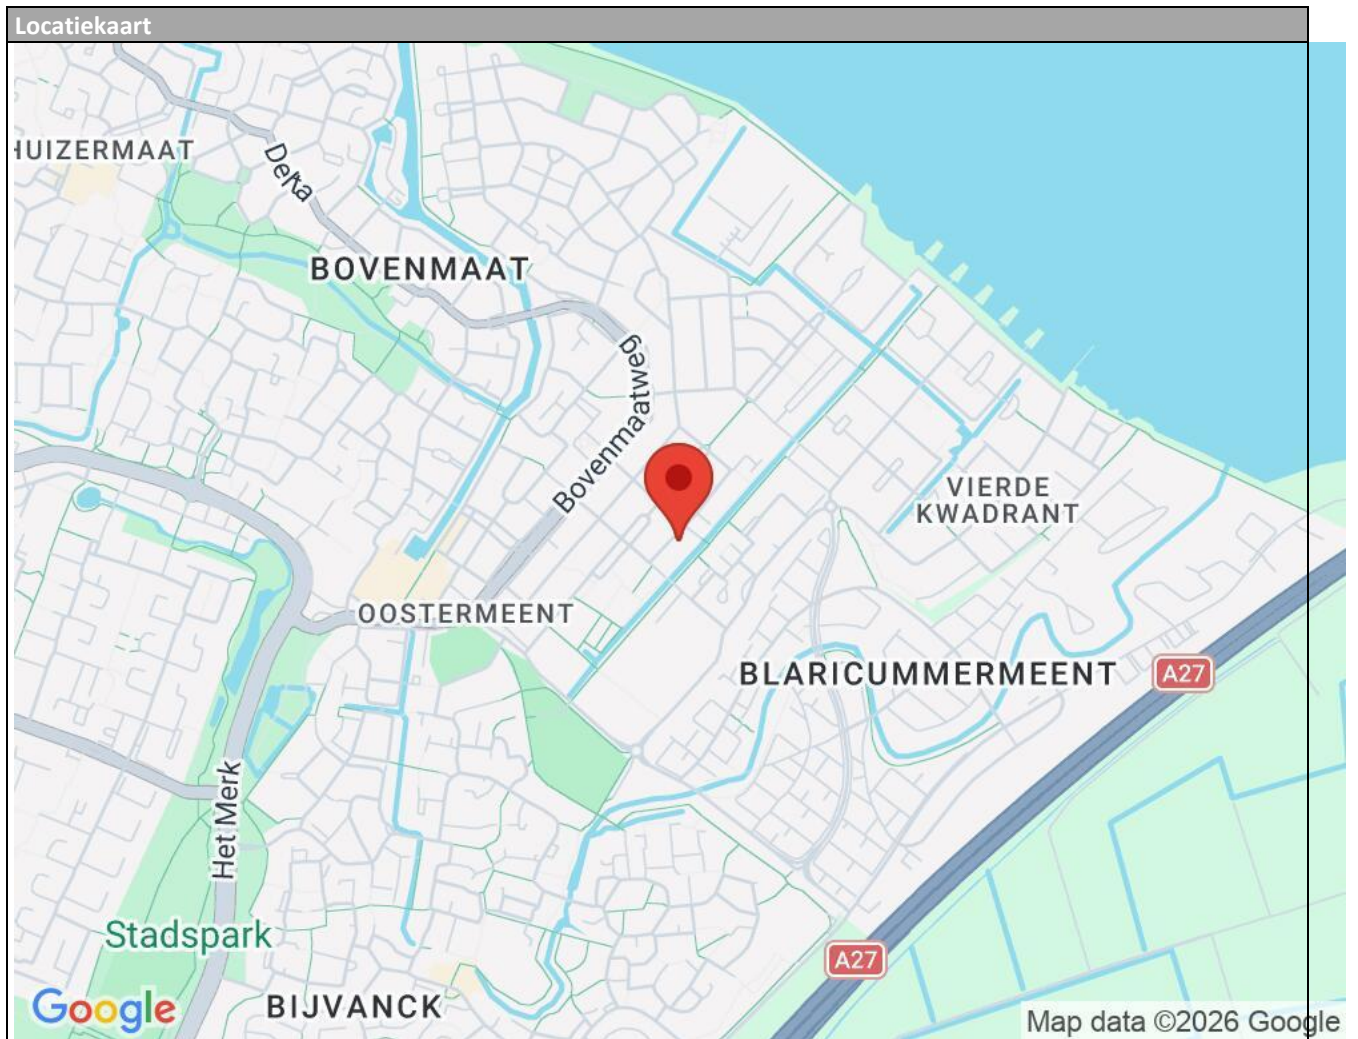 Locatiekaart
HUIZERMAAT
Delta
BOVENMAAT
Bovenmaatweg
VIERDE
KWADRANT
OOSTERMEENT
BLARICUMMERMEENT
A27
Het Merk
Stadspark
A27
BIJVANCK
Google
Map data ©2026 Google